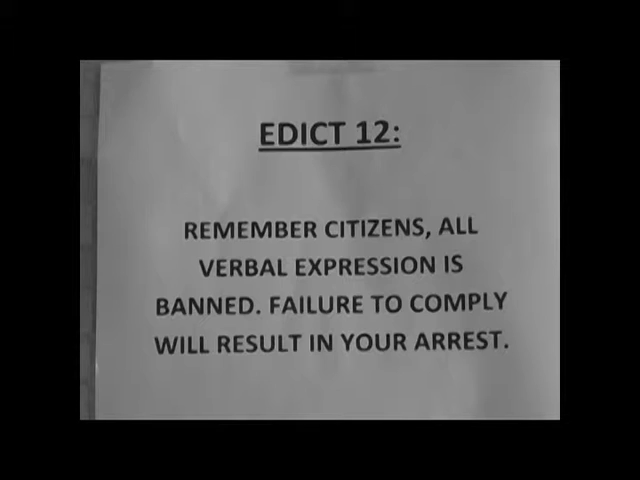 EDICT 12:
REMEMBER CITIZENS, ALL
VERBAL EXPRESSION IS
BANNED. FAILURE TO COMPLY
WILL RESULT IN YOUR ARREST.